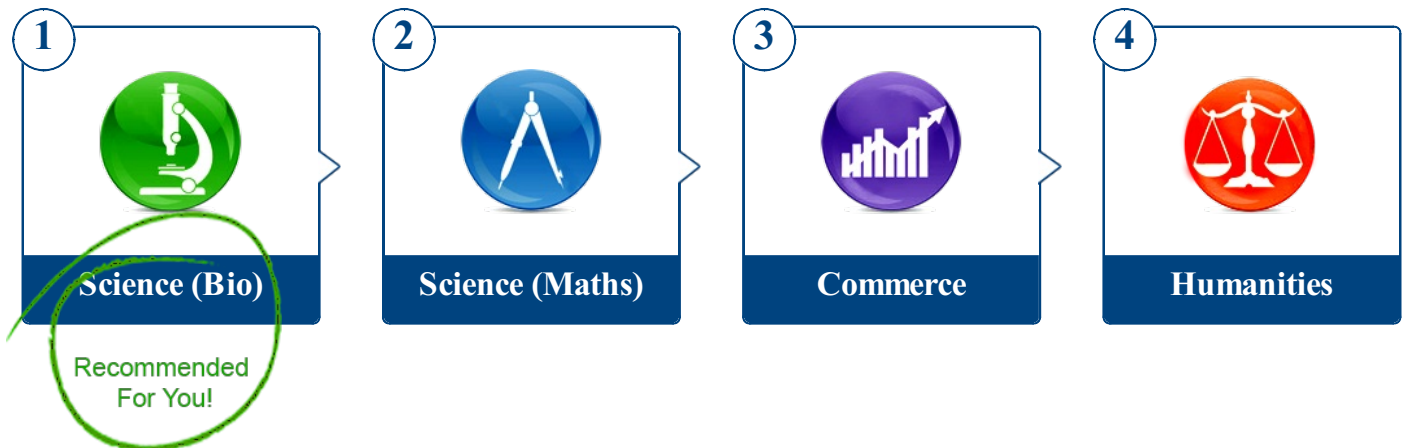 1
2
3
4
Science (Bio)
Science (Maths)
Commerce
Humanities
Recommended
For You!